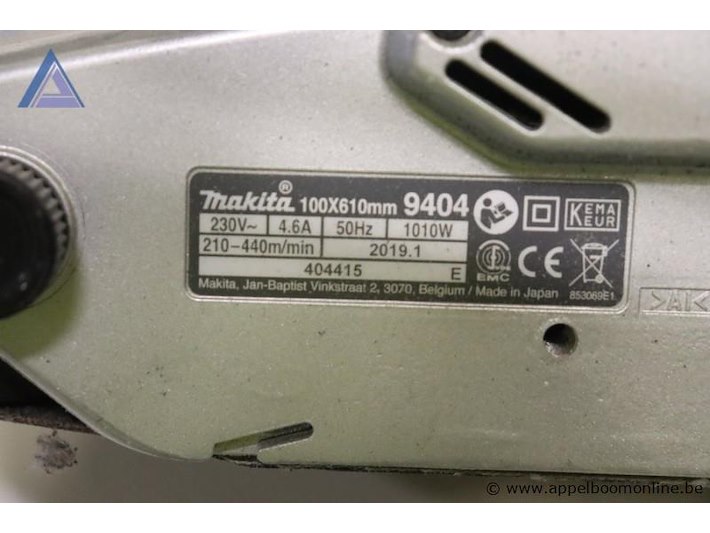 makita® 100X610mm 9404
KEMA
KEUR
230V~ 4.6A 50Hz 1010W
210-440m/min 2019.1
404415 E
EMC CE 853069E1
Makita, Jan-Baptist Vinkstraat 2, 3070, Belgium / Made in Japan
>AI<
© www.appelboomonline.be